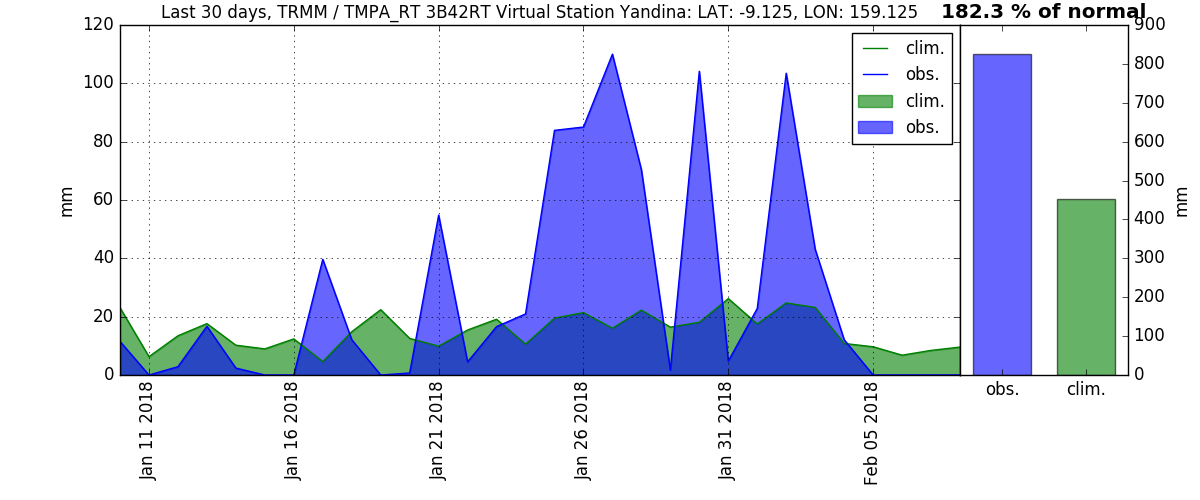 Last 30 days, TRMM / TMPA_RT 3B42RT Virtual Station Yandina: LAT: -9.125, LON: 159.125
182.3 % of normal
120
100
80
60
40
20
0
mm
clim.
obs.
clim.
obs.
Jan 11 2018
Jan 16 2018
Jan 21 2018
Jan 26 2018
Jan 31 2018
Feb 05 2018
900
800
700
600
500
400
300
200
100
0
mm
obs.
clim.